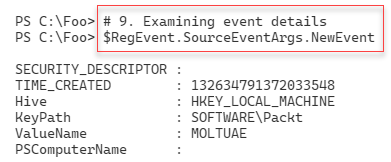 PS C:\Foo> # 9. Examining event details
PS C:\Foo> $RegEvent.SourceEventArgs.NewEvent
SECURITY_DESCRIPTOR :
TIME_CREATED : 132634791372033548
Hive : HKEY_LOCAL_MACHINE
KeyPath : SOFTWARE\Packt
ValueName : MOLTUAE
PSComputerName :